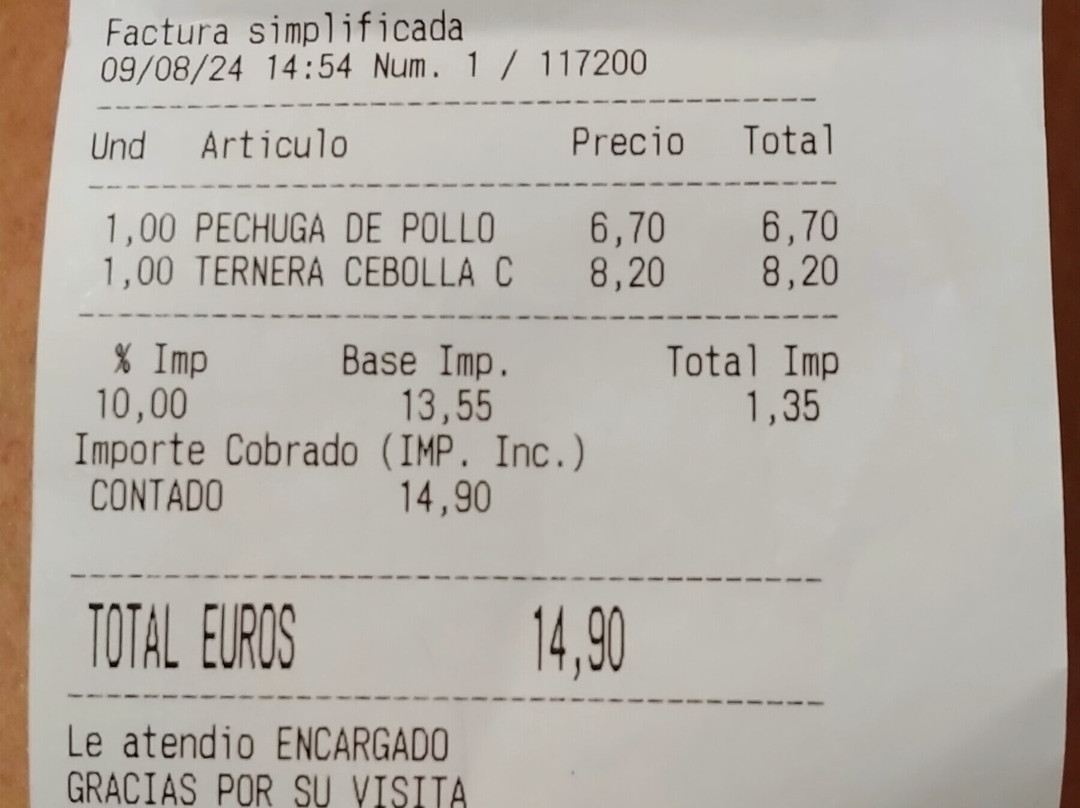 Factura simplificada
09/08/24 14:54 Num. 1 / 117200
Und Articulo Precio Total
1,00 PECHUGA DE POLLO 6,70 6,70
1,00 TERNERA CEBOLLA C 8,20 8,20
% Imp Base Imp. Total Imp
10,00 13,55 1,35
Importe Cobrado (IMP. Inc.)
CONTADO 14,90
TOTAL EUROS 14,90
Le atendio ENCARGADO
GRACIAS POR SU VISITA